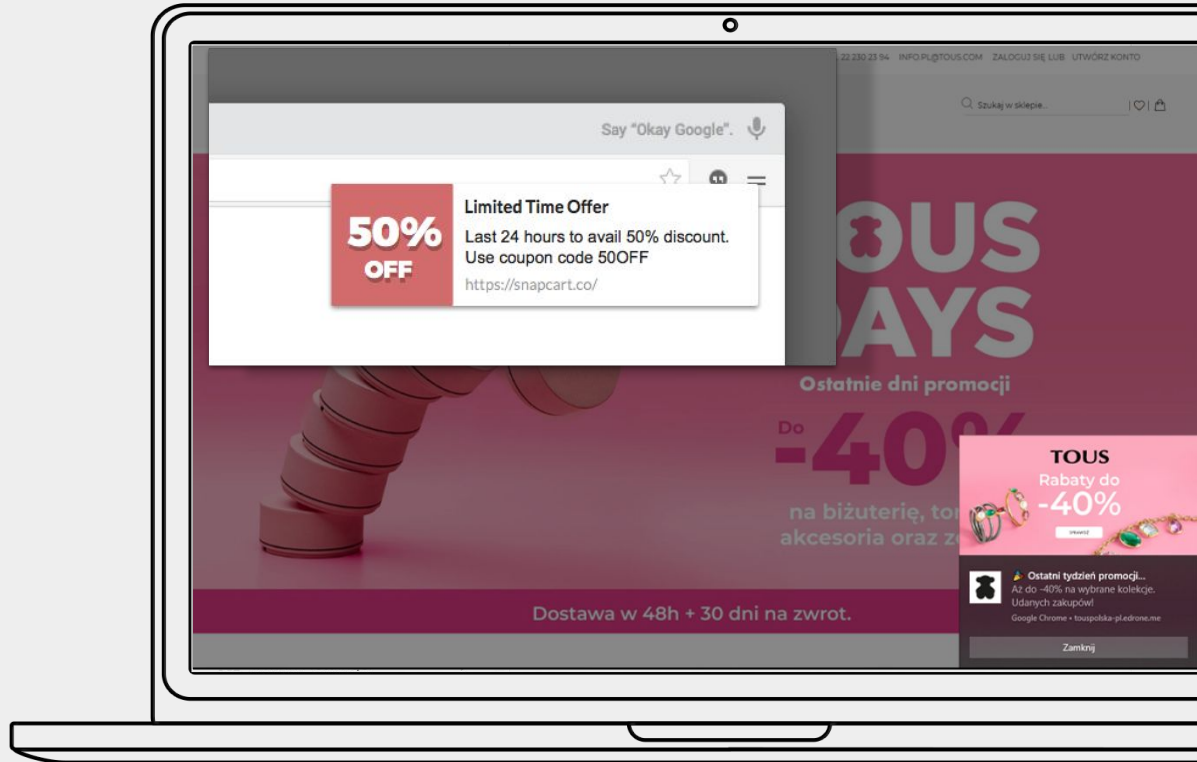 22 230 23 94 INFO.PL@TOUS.COM ZALOGUJ SIĘ LUB UTWÓRZ KONTO
Szukaj w sklepie...
Say "Okay Google".
50%
OFF
Limited Time Offer
Last 24 hours to avail 50% discount.
Use coupon code 50OFF
https://snapcart.co/
OUS
AYS
Ostatnie dni promocji
Do
-40%
na biżuterię,
akcesoria oraz
Dostawa w 48h + 30 dni na zwrot.
TOUS
Rabaty do
-40%
🎉 Ostatni tydzień promocji...
Aż do -40% na wybrane kolekcje.
Udanych zakupów!
Google Chrome • touspolska-pl.edrone.me
Zamknij